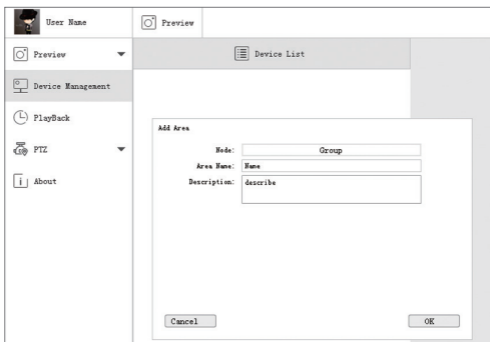 User Name
Preview
Preview
Device List
Device Management
PlayBack
PTZ
About
Add Area
Node: Group
Area Name: Name
Description: describe
Cancel
OK